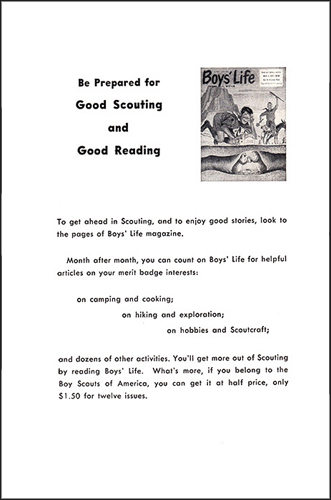 Be Prepared for
Good Scouting
and
Good Reading
Boys' Life
To get ahead in Scouting, and to enjoy good stories, look to
the pages of Boys' Life magazine.
Month after month, you can count on Boys' Life for helpful
articles on your merit badge interests:
on camping and cooking;
on hiking and exploration;
on hobbies and Scoutcraft;
and dozens of other activities. You'll get more out of Scouting
by reading Boys' Life. What's more, if you belong to the
Boy Scouts of America, you can get it at half price, only
$1.50 for twelve issues.